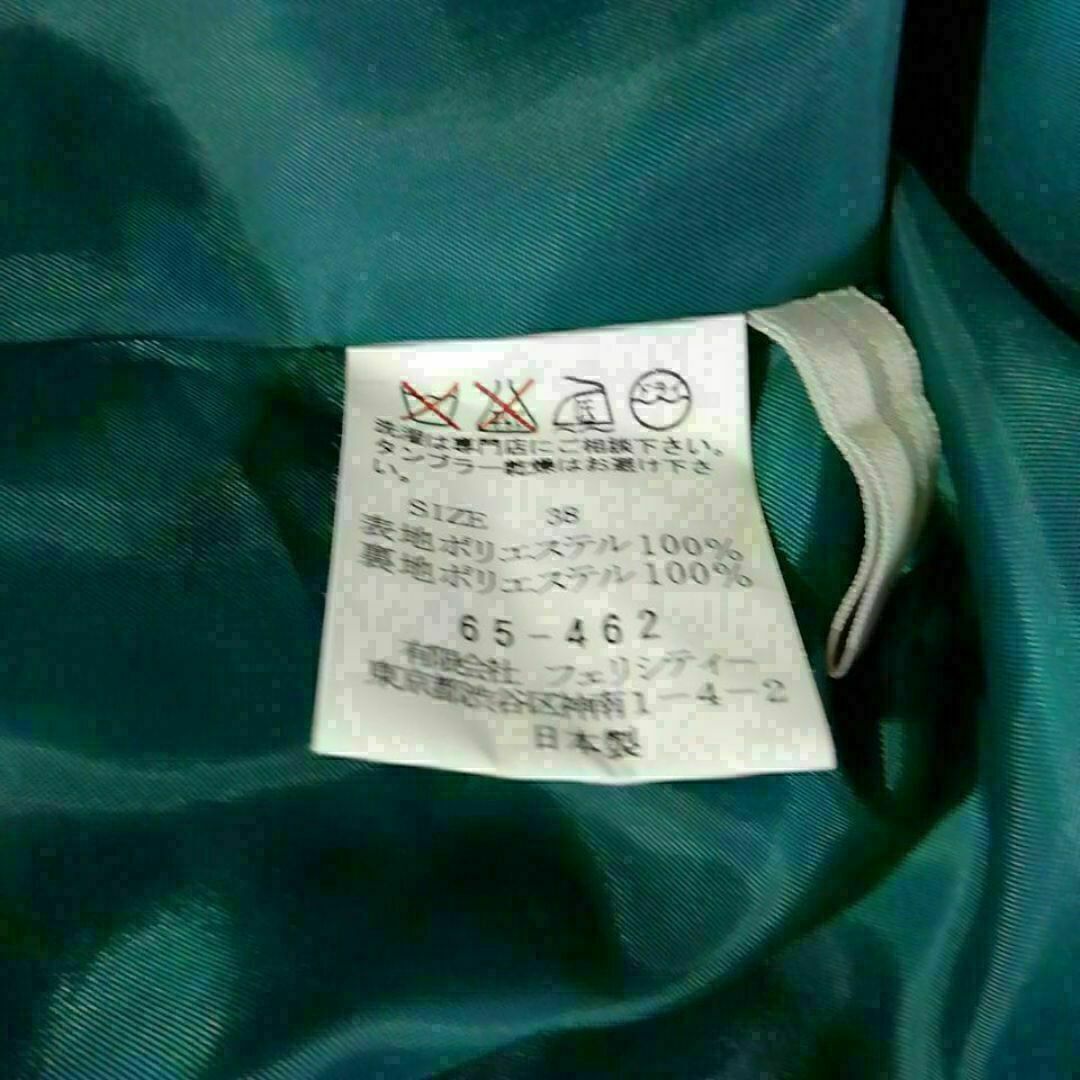 ドライ
洗濯は専門店にご相談下さい。
タンブラー乾燥はお避け下さ
い。
SIZE 38
表地ポリエステル100%
裏地ポリエステル100%
65-462
有限会社 フェリシティー
東京都渋谷区神南1-4-2
日本製